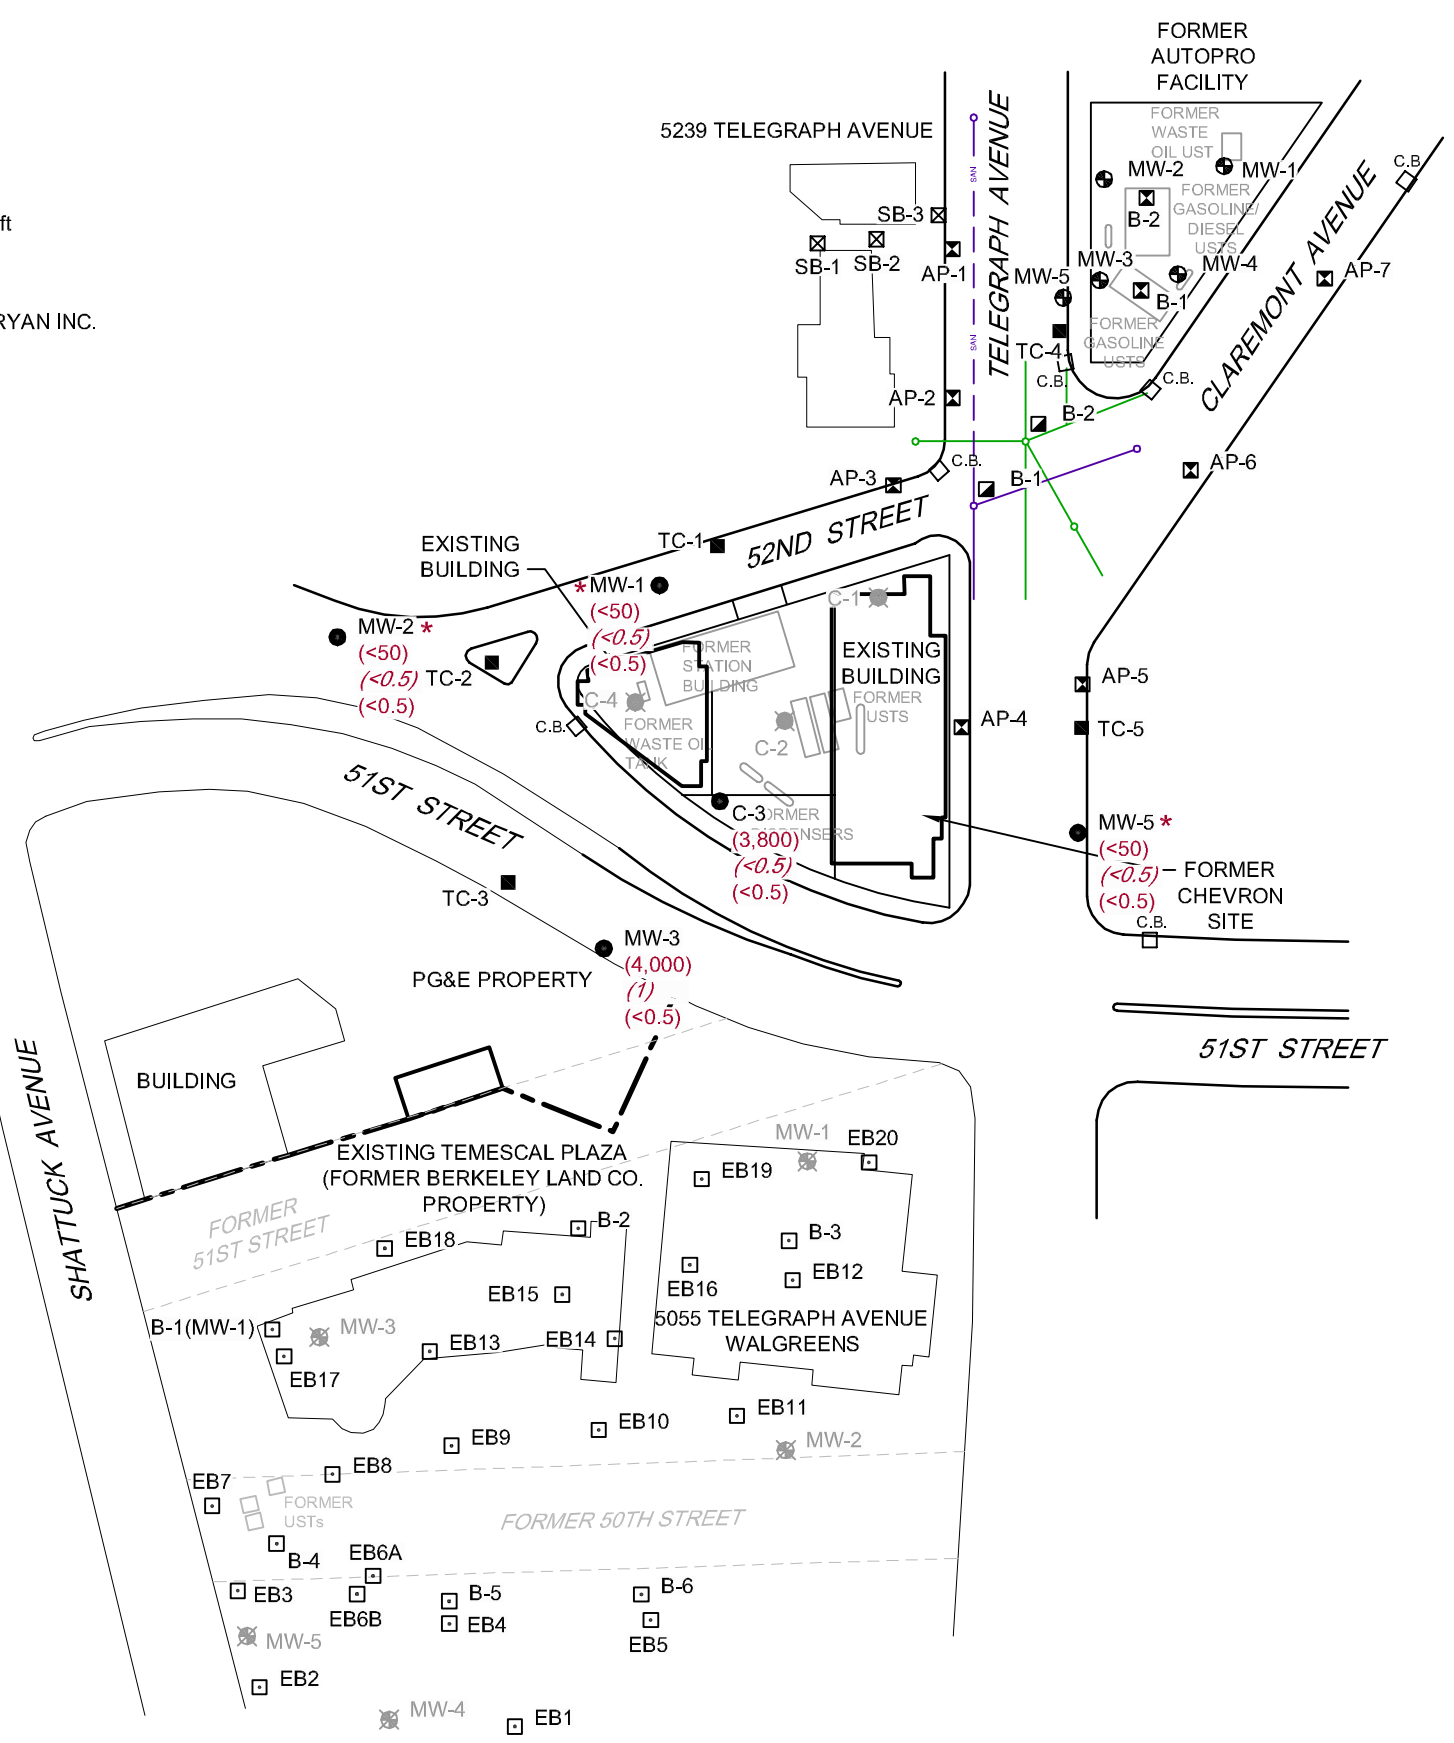 FORMER
AUTOPRO
FACILITY
FORMER
WASTE
OIL UST
5239 TELEGRAPH AVENUE
TELEGRAPH AVENUE
SAN
MW-2
MW-1
C.B.
FORMER
GASOLINE/
DIESEL
USTS
B-2
SB-3
ft
SB-1
SB-2
AP-1
MW-3
MW-4
AP-7
MW-5
B-1
RYAN INC.
FORMER
GASOLINE
USTS
SAN
TC-4
C.B.
C.B.
CLAREMONT AVENUE
AP-2
B-2
AP-6
C.B.
AP-3
B-1
52ND STREET
TC-1
EXISTING
BUILDING
*MW-1
(<50)
(<0.5)
(<0.5)
C-1
MW-2 *
(<50)
(<0.5)
(<0.5)
TC-2
FORMER
STATION
BUILDING
EXISTING
BUILDING
C-4
FORMER
USTS
AP-5
C.B.
FORMER
WASTE OIL
TANK
C-2
AP-4
TC-5
51ST STREET
C-3
(3,800)
(<0.5)
(<0.5)
FORMER
DISPENSERS
MW-5 *
(<50)
(<0.5)
(<0.5)
FORMER
CHEVRON
SITE
C.B.
TC-3
MW-3
(4,000)
(1)
(<0.5)
PG&E PROPERTY
51ST STREET
BUILDING
SHATTUCK AVENUE
EXISTING TEMESCAL PLAZA
(FORMER BERKELEY LAND CO.
PROPERTY)
MW-1
EB20
EB19
FORMER
51ST STREET
B-2
EB18
B-3
EB16
EB12
EB15
5055 TELEGRAPH AVENUE
WALGREENS
B-1(MW-1)
MW-3
EB13
EB14
EB17
EB11
EB10
EB9
MW-2
EB8
EB7
FORMER
USTs
FORMER 50TH STREET
B-4
EB6A
EB3
EB6B
B-5
EB4
B-6
EB5
MW-5
EB2
MW-4
EB1